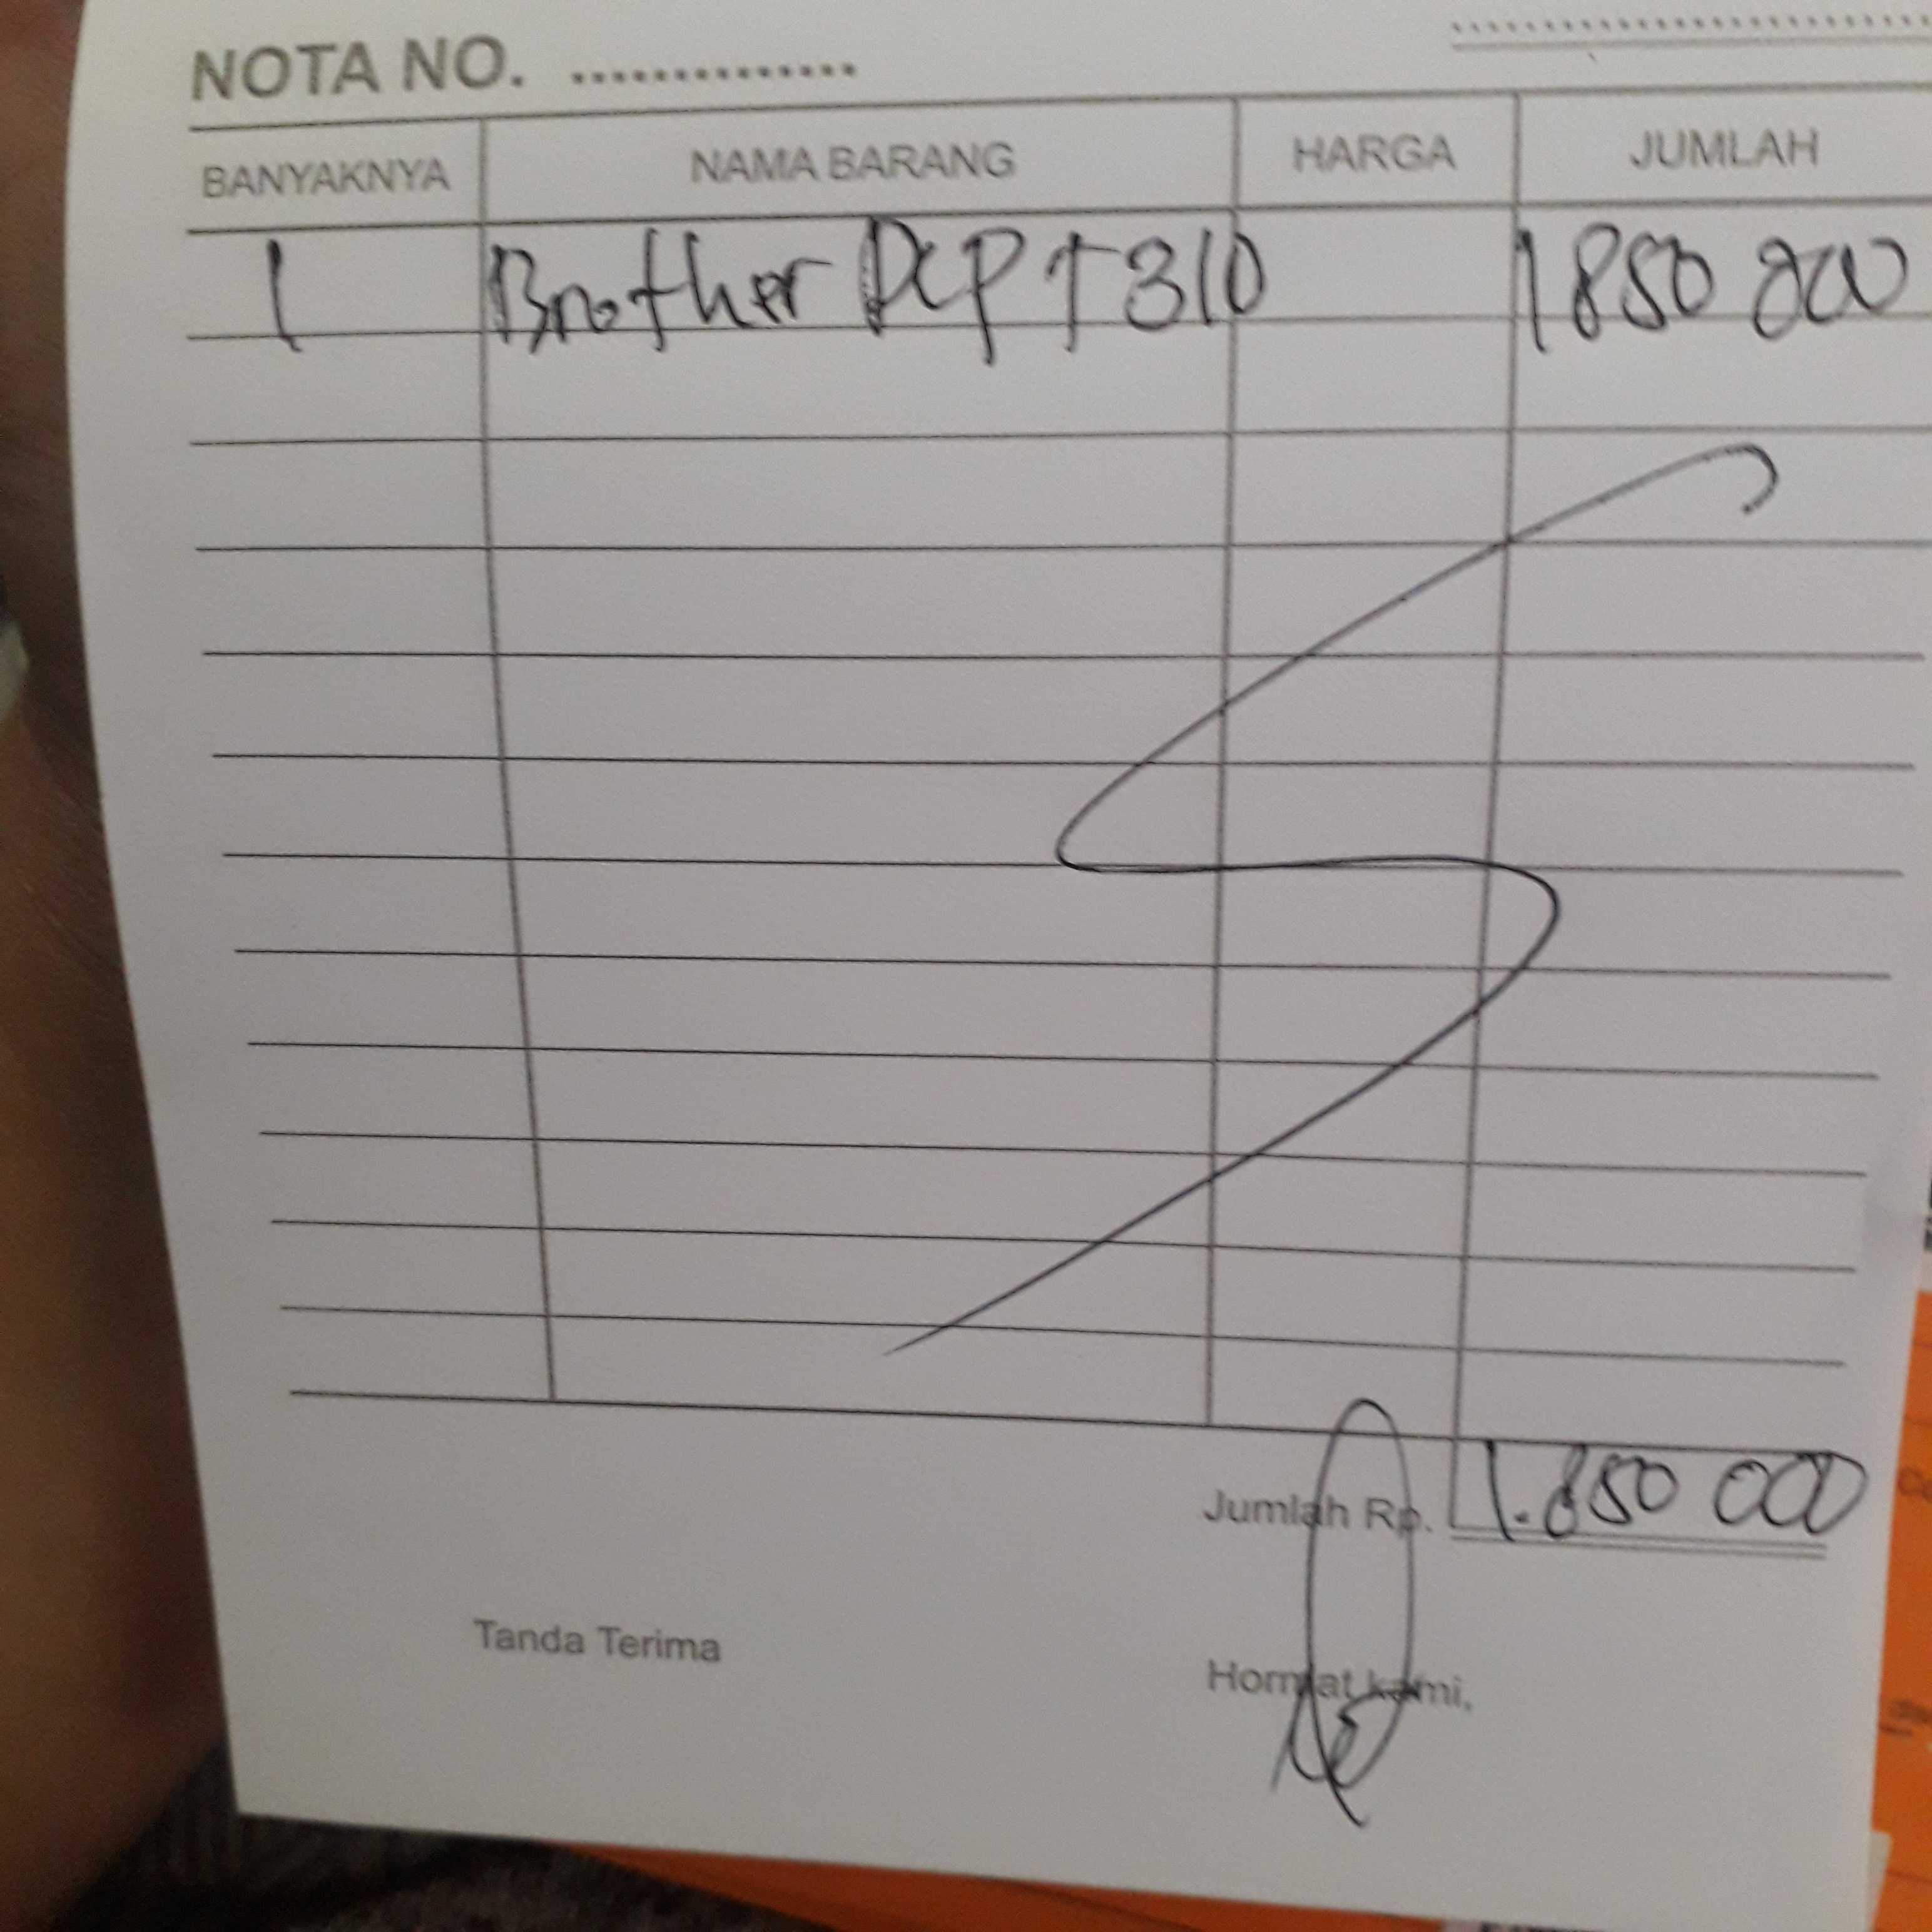 NOTA NO. ..............
BANYAKNYA NAMA BARANG HARGA JUMLAH
1 Brother DCP T310 1850 000
Jumlah Rp. 1.850 000
Tanda Terima
Hormat kami,